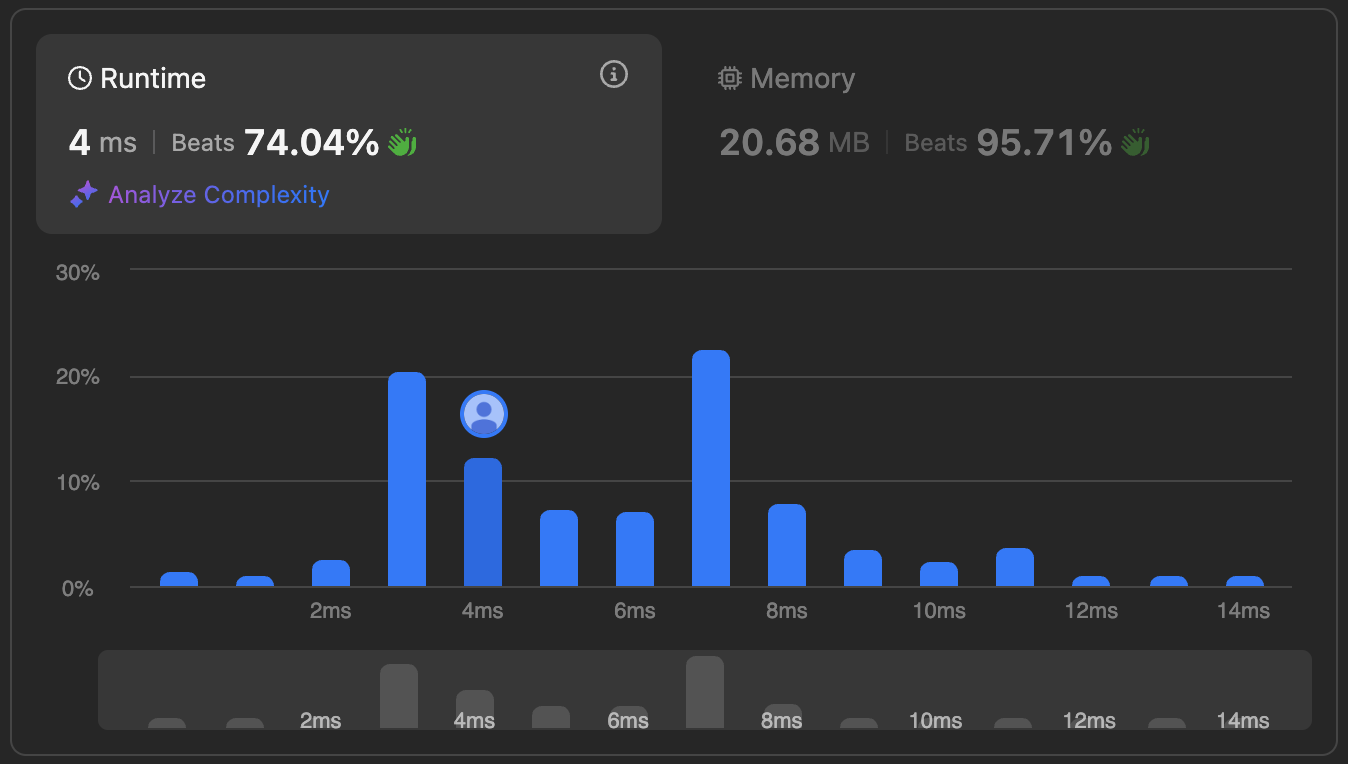 Runtime
4 ms | Beats 74.04%
Analyze Complexity
Memory
20.68 MB | Beats 95.71%
30%
20%
10%
0%
2ms 4ms 6ms 8ms 10ms 12ms 14ms
2ms 4ms 6ms 8ms 10ms 12ms 14ms